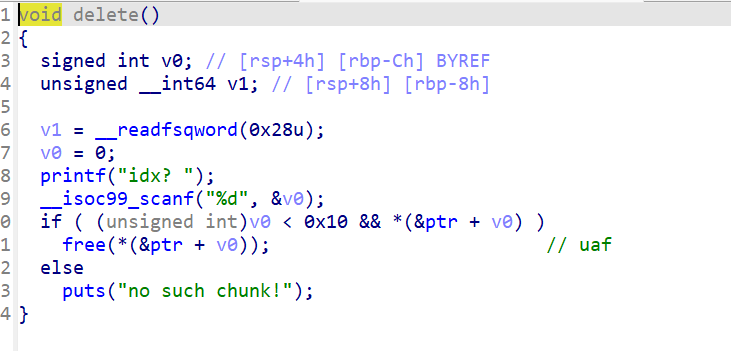 1 void delete()
2 {
3   signed int v0; // [rsp+4h] [rbp-Ch] BYREF
4   unsigned __int64 v1; // [rsp+8h] [rbp-8h]
5
6   v1 = __readfsqword(0x28u);
7   v0 = 0;
8   printf("idx? ");
9   __isoc99_scanf("%d", &v0);
0   if ( (unsigned int)v0 < 0x10 && *(&ptr + v0) )
1     free(*(&ptr + v0));                         // uaf
2   else
3     puts("no such chunk!");
4 }